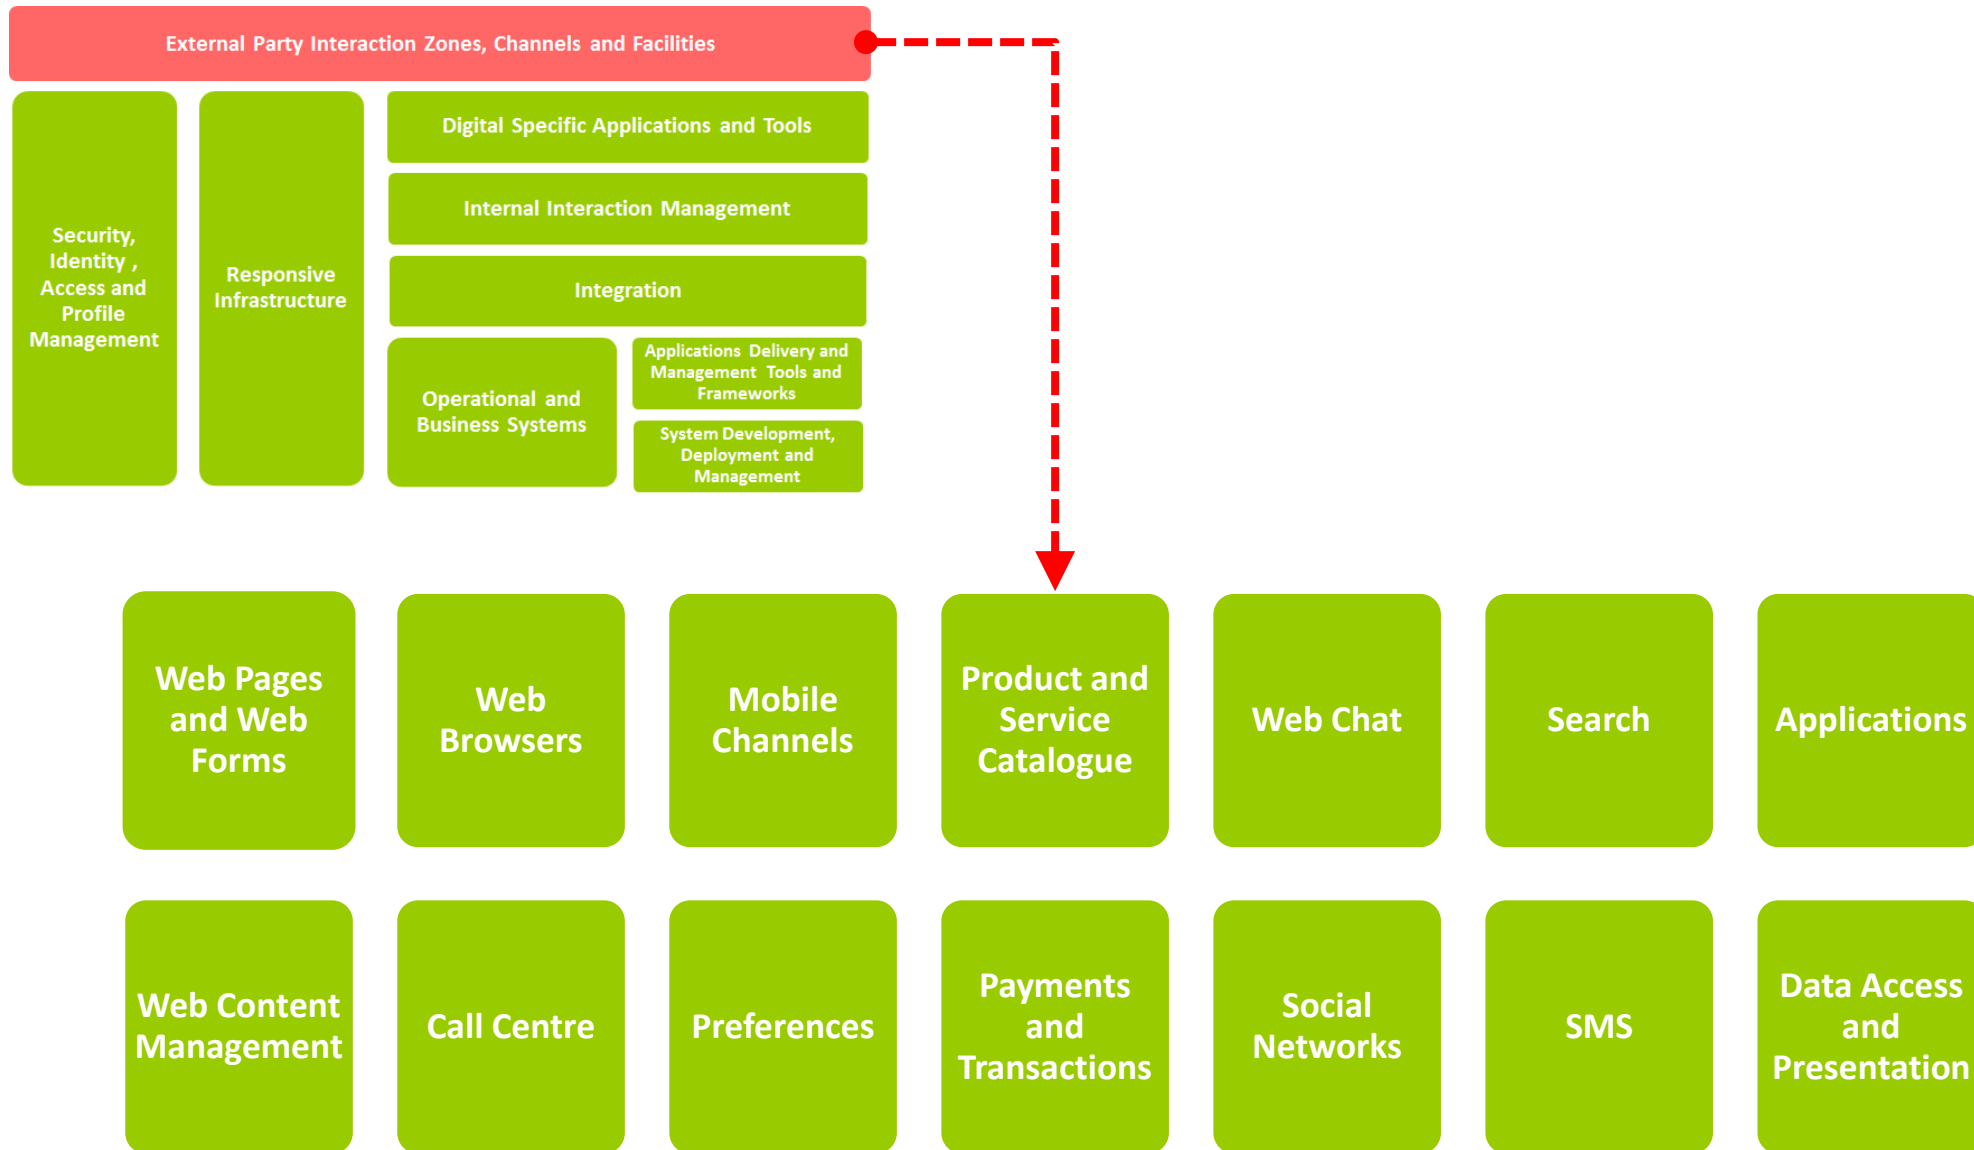 External Party Interaction Zones, Channels and Facilities
Security,
Identity ,
Access and
Profile
Management
Responsive
Infrastructure
Digital Specific Applications and Tools
Internal Interaction Management
Integration
Operational and
Business Systems
Applications Delivery and
Management Tools and
Frameworks
System Development,
Deployment and
Management
Web Pages
and Web
Forms
Web
Browsers
Mobile
Channels
Product and
Service
Catalogue
Web Chat
Search
Applications
Web Content
Management
Call Centre
Preferences
Payments
and
Transactions
Social
Networks
SMS
Data Access
and
Presentation